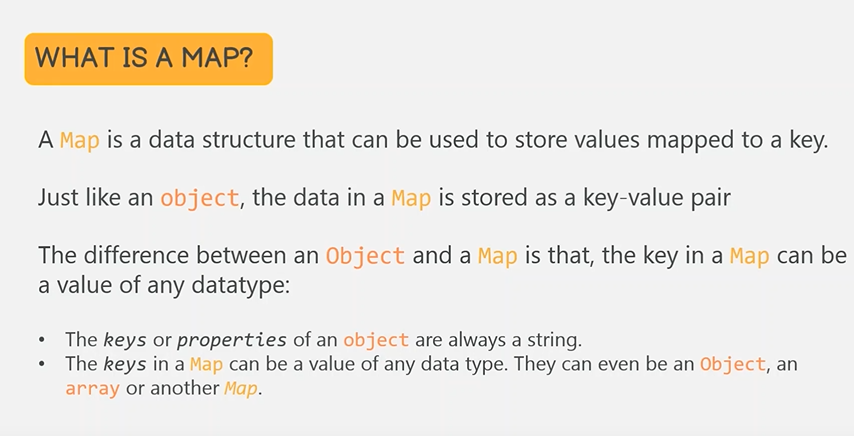 WHAT IS A MAP?
A Map is a data structure that can be used to store values mapped to a key.
Just like an object, the data in a Map is stored as a key-value pair
The difference between an Object and a Map is that, the key in a Map can be
a value of any datatype:
• The keys or properties of an object are always a string.
• The keys in a Map can be a value of any data type. They can even be an Object, an
array or another Map.